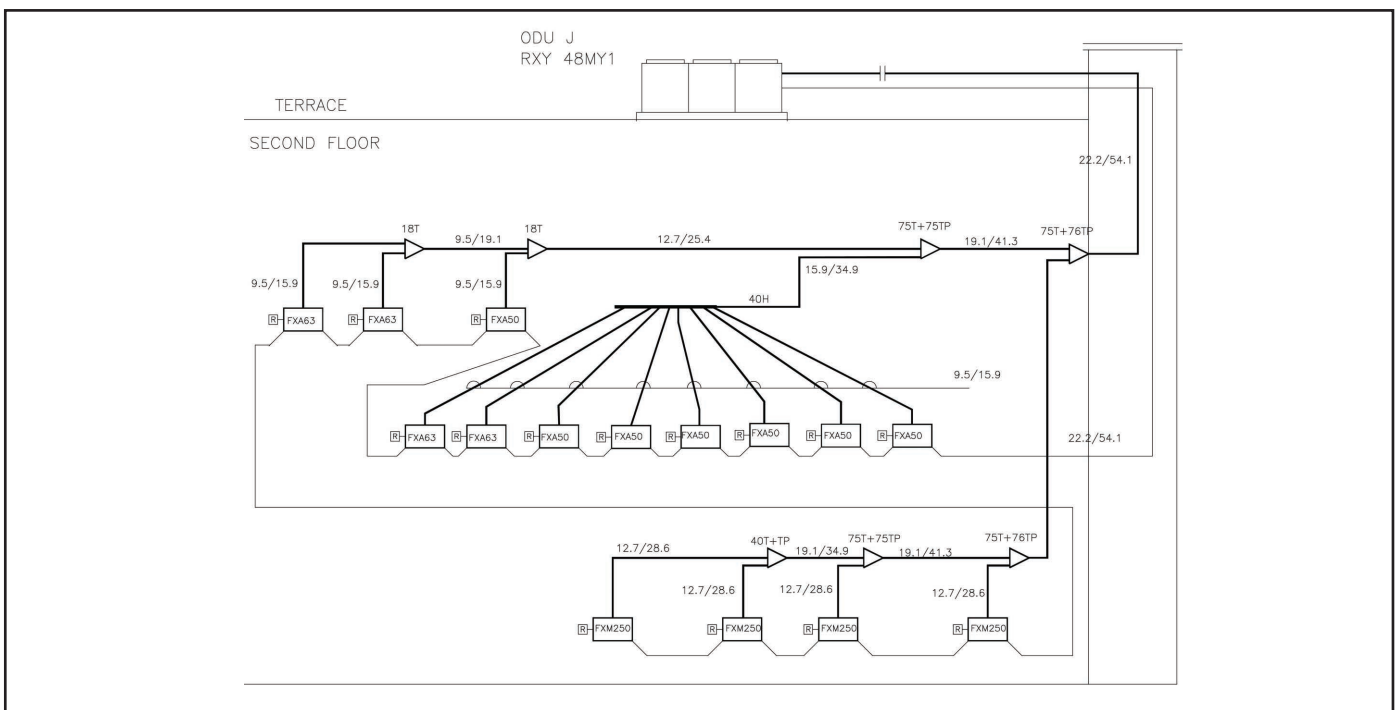 ODU J
RXY 48MY1
TERRACE
SECOND FLOOR
22.2/54.1
18T
9.5/19.1
18T
12.7/25.4
75T+75TP
19.1/41.3
75T+76TP
15.9/34.9
9.5/15.9
9.5/15.9
9.5/15.9
40H
R
FXA63
R
FXA63
R
FXA50
9.5/15.9
R
FXA63
R
FXA63
R
FXA50
R
FXA50
R
FXA50
R
FXA50
R
FXA50
R
FXA50
22.2/54.1
12.7/28.6
40T+TP
19.1/34.9
75T+75TP
19.1/41.3
75T+76TP
12.7/28.6
12.7/28.6
12.7/28.6
R
FXM250
R
FXM250
R
FXM250
R
FXM250